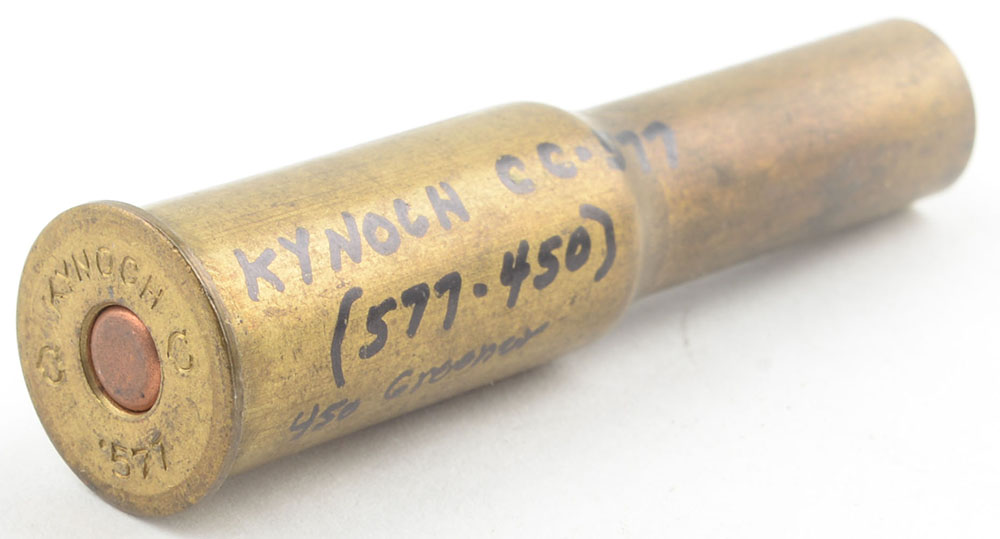 KYNOCH CC.577
(577.450)
450 Greener
KYNOCH
C C
.577